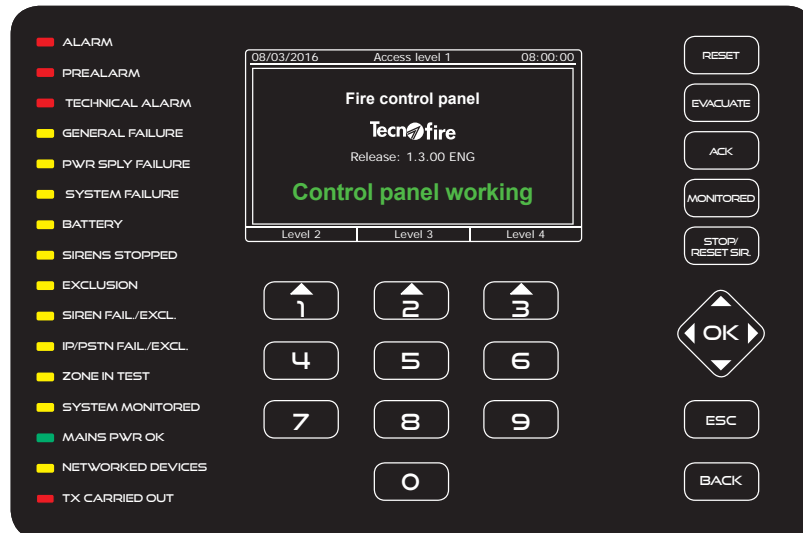 ALARM
PREALARM
TECHNICAL ALARM
GENERAL FAILURE
PWR SPLY FAILURE
SYSTEM FAILURE
BATTERY
SIRENS STOPPED
EXCLUSION
SIREN FAIL./EXCL.
IP/PSTN FAIL./EXCL.
ZONE IN TEST
SYSTEM MONITORED
MAINS PWR OK
NETWORKED DEVICES
TX CARRIED OUT
08/03/2016 Access level 1 08:00:00
Fire control panel
Tecnofire
Release: 1.3.00 ENG
Control panel working
Level 2 Level 3 Level 4
1 2 3
4 5 6
7 8 9
0
RESET
EVACUATE
ACK
MONITORED
STOP/
RESET SIR.
OK
ESC
BACK